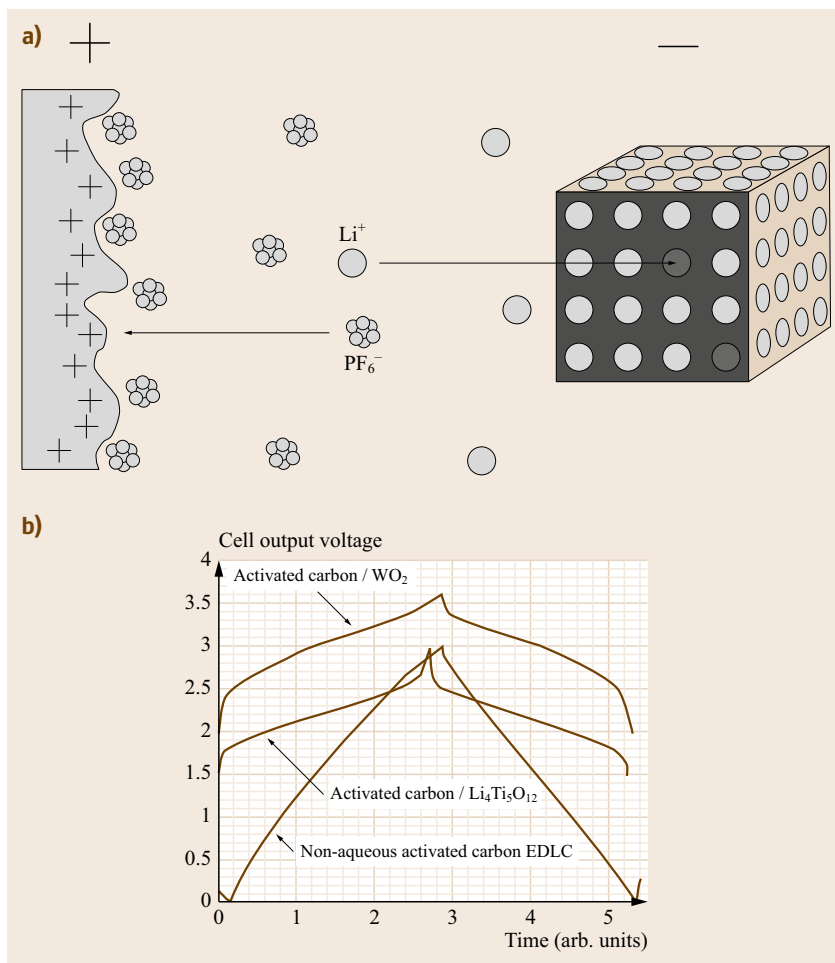 a)
+
−
Li⁺
PF₆⁻
b)
Cell output voltage
4
Activated carbon / WO₂
3.5
3
2.5
2
1.5
Activated carbon / Li₄Ti₅O₁₂
1
Non-aqueous activated carbon EDLC
0.5
0
0 1 2 3 4 5
Time (arb. units)